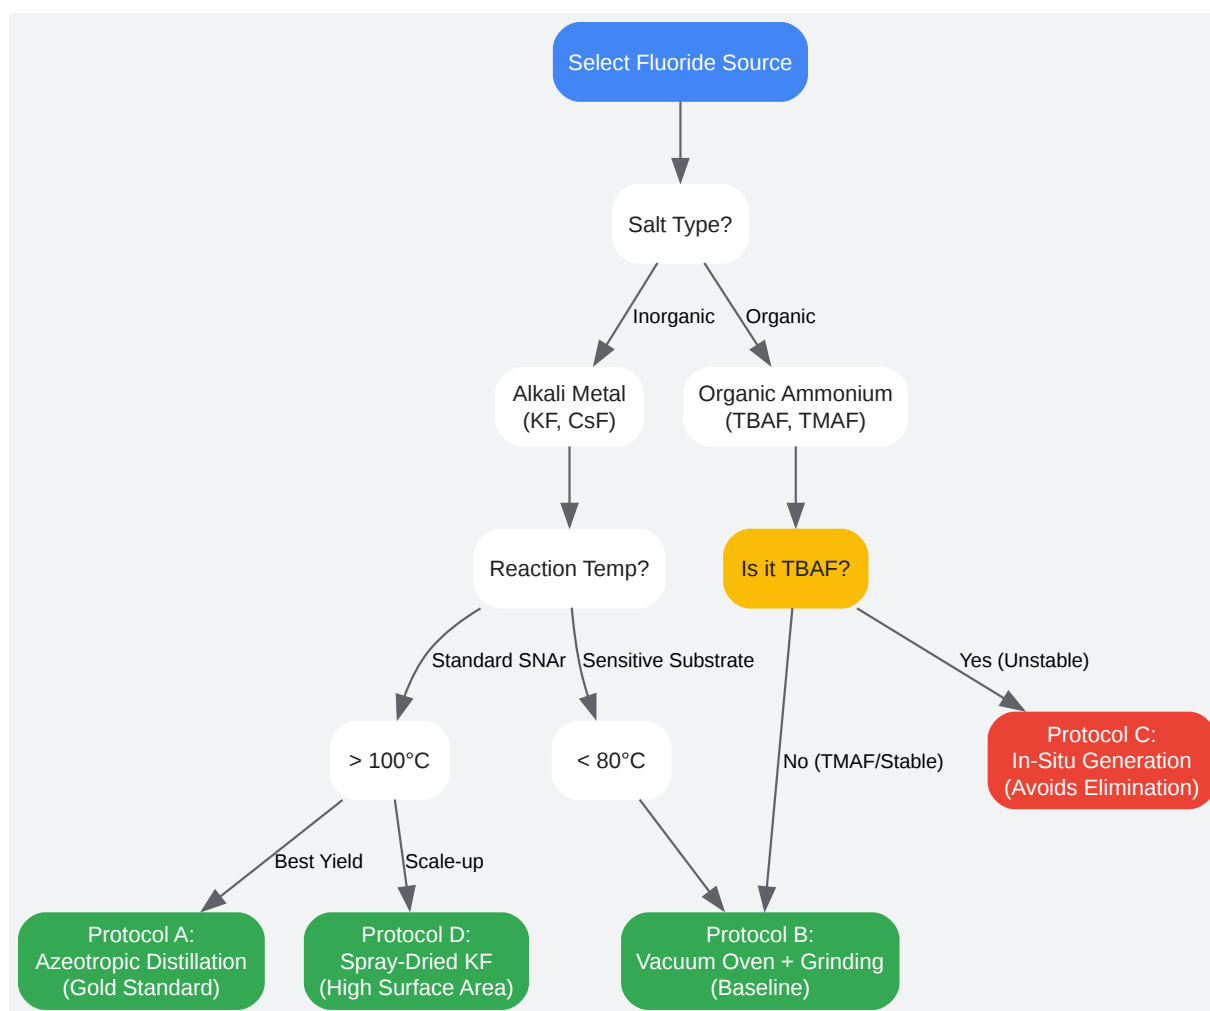 Select Fluoride Source
Salt Type?
Inorganic
Organic
Alkali Metal
(KF, CsF)
Organic Ammonium
(TBAF, TMAF)
Reaction Temp?
Is it TBAF?
Standard SNAr
Sensitive Substrate
Yes (Unstable)
> 100°C
< 80°C
No (TMAF/Stable)
Protocol C:
In-Situ Generation
(Avoids Elimination)
Best Yield
Scale-up
Protocol A:
Azeotropic Distillation
(Gold Standard)
Protocol D:
Spray-Dried KF
(High Surface Area)
Protocol B:
Vacuum Oven + Grinding
(Baseline)